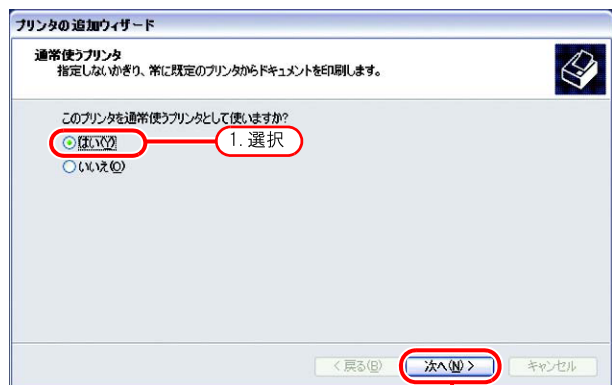 プリンタの追加ウィザード
通常使うプリンタ
指定しないかぎり、常に既定のプリンタからドキュメントを印刷します。
このプリンタを通常使うプリンタとして使いますか?
はい(Y)
1. 選択
いいえ(O)
< 戻る(B)
次へ(N) >
キャンセル